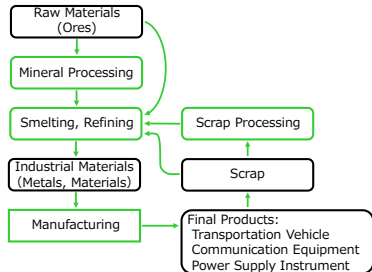 Raw Materials
(Ores)
Mineral Processing
Smelting, Refining
Scrap Processing
Industrial Materials
(Metals, Materials)
Scrap
Manufacturing
Final Products:
Transportation Vehicle
Communication Equipment
Power Supply Instrument